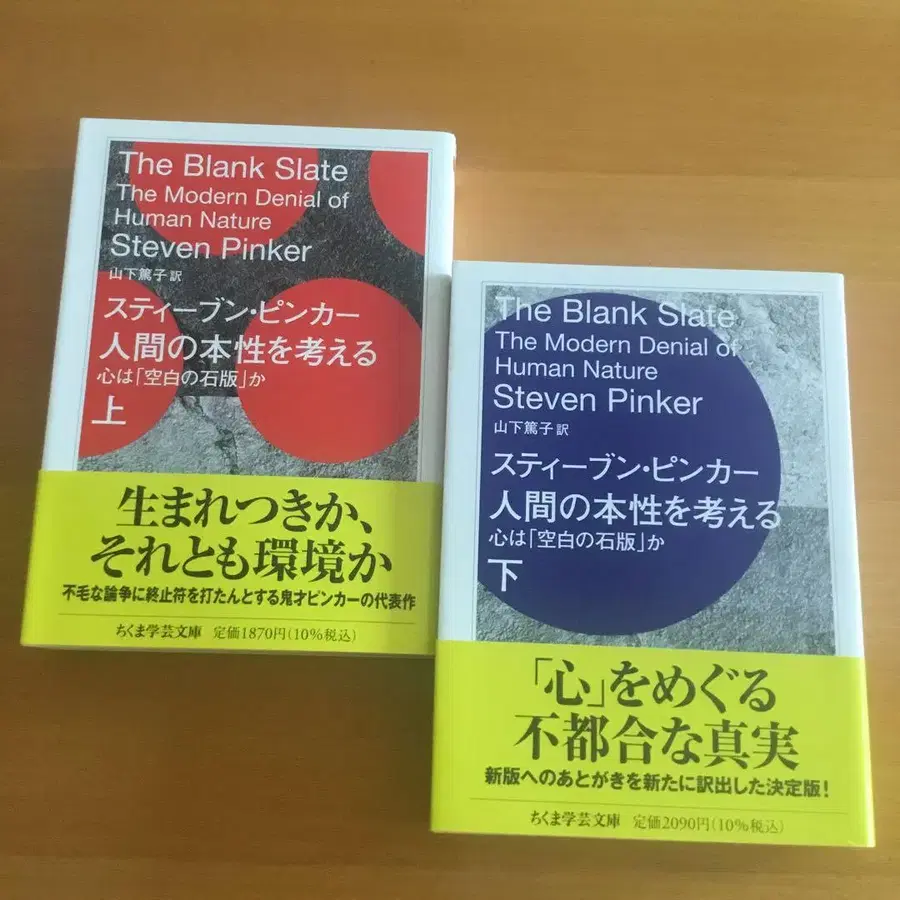 The Blank Slate
The Modern Denial of
Human Nature
Steven Pinker
山下篤子 訳
スティーブン・ピンカー
人間の本性を考える
心は「空白の石版」か
上
生まれつきか、
それとも環境か
不毛な論争に終止符を打たんとする鬼才ピンカーの代表作
ちくま学芸文庫 定価1870円(10%税込)
The Blank Slate
The Modern Denial of
Human Nature
Steven Pinker
山下篤子 訳
スティーブン・ピンカー
人間の本性を考える
心は「空白の石版」か
下
「心」をめぐる
不都合な真実
新版へのあとがきを新たに訳出した決定版!
ちくま学芸文庫 定価2090円(10%税込)